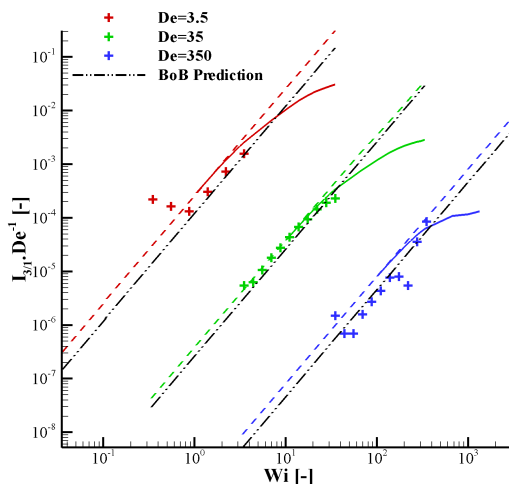 De=3.5
De=35
De=350
BoB Prediction
10⁻¹
10⁻²
10⁻³
10⁻⁴
10⁻⁵
10⁻⁶
10⁻⁷
10⁻⁸
I₃/₁.De⁻¹ [-]
10⁻¹ 10⁰ 10¹ 10² 10³
Wi [-]